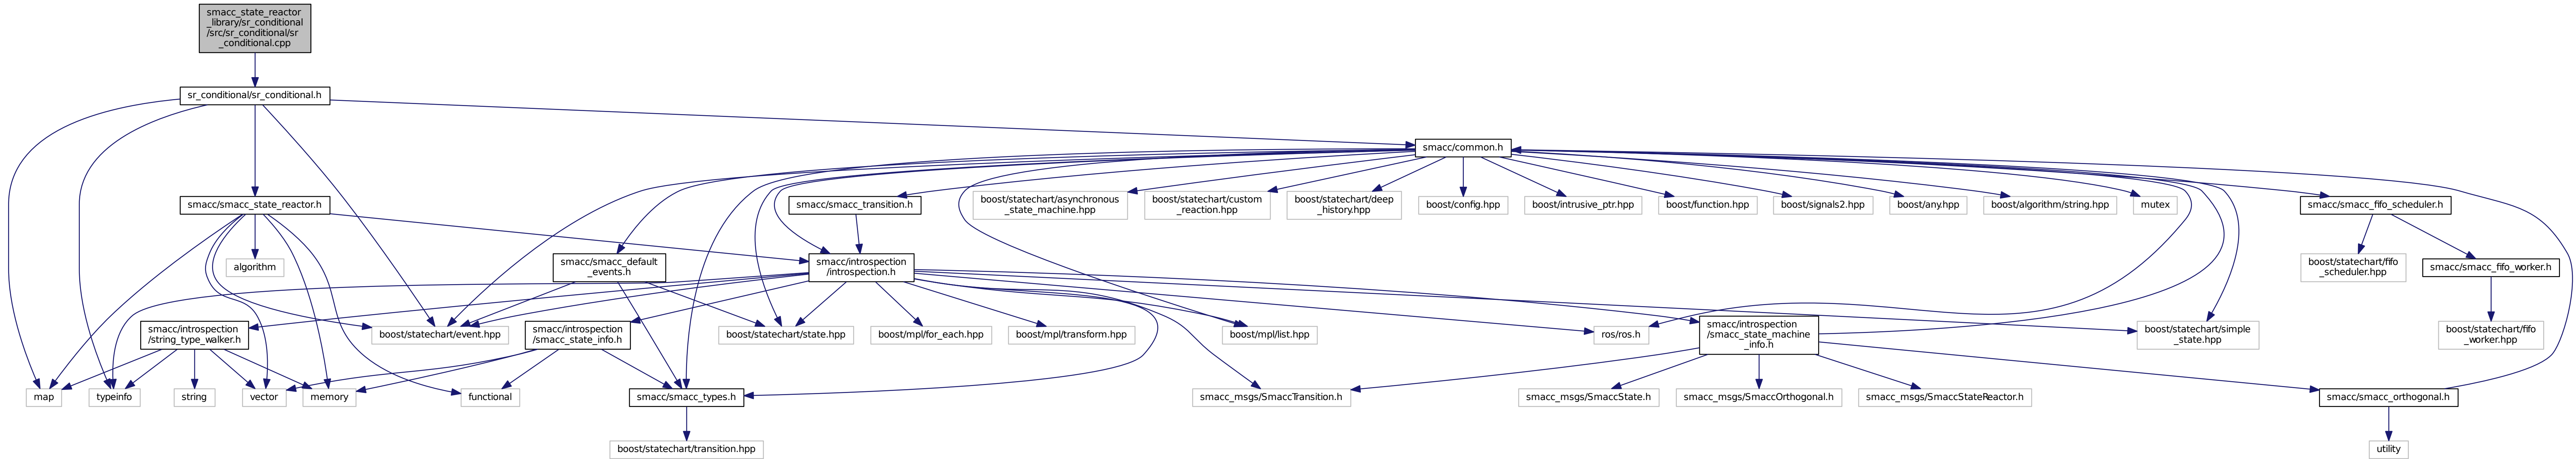 smacc_state_reactor
_library/sr_conditional
/src/sr_conditional/sr
_conditional.cpp
sr_conditional/sr_conditional.h
smacc/common.h
smacc/smacc_state_reactor.h
smacc/smacc_transition.h
boost/statechart/asynchronous
_state_machine.hpp
boost/statechart/custom
_reaction.hpp
boost/statechart/deep
_history.hpp
boost/config.hpp
boost/intrusive_ptr.hpp
boost/function.hpp
boost/signals2.hpp
boost/any.hpp
boost/algorithm/string.hpp
mutex
smacc/smacc_fifo_scheduler.h
algorithm
smacc/smacc_default
_events.h
smacc/introspection
/introspection.h
boost/statechart/fifo
_scheduler.hpp
smacc/smacc_fifo_worker.h
smacc/introspection
/string_type_walker.h
boost/statechart/event.hpp
smacc/introspection
/smacc_state_info.h
boost/statechart/state.hpp
boost/mpl/for_each.hpp
boost/mpl/transform.hpp
boost/mpl/list.hpp
ros/ros.h
smacc/introspection
/smacc_state_machine
_info.h
boost/statechart/simple
_state.hpp
boost/statechart/fifo
_worker.hpp
map
typeinfo
string
vector
memory
functional
smacc/smacc_types.h
smacc_msgs/SmaccTransition.h
smacc_msgs/SmaccState.h
smacc_msgs/SmaccOrthogonal.h
smacc_msgs/SmaccStateReactor.h
smacc/smacc_orthogonal.h
boost/statechart/transition.hpp
utility